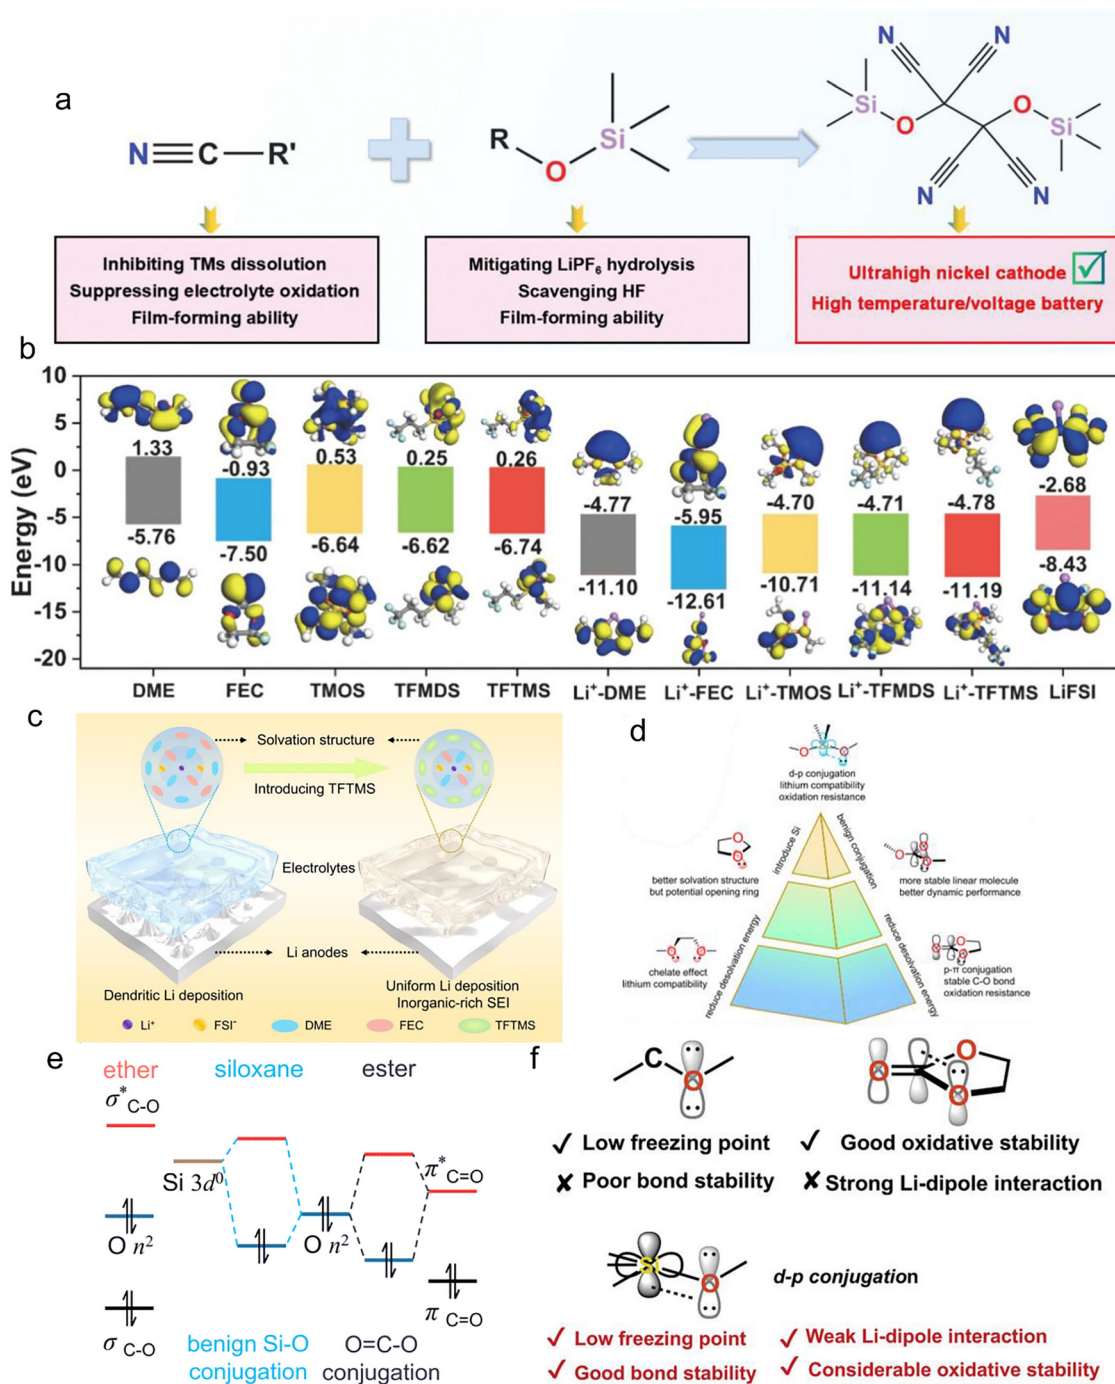 a
N≡C—R'
R
O
Si
N
N
Si
O
O
Si
N
N
Inhibiting TMs dissolution
Suppressing electrolyte oxidation
Film-forming ability
Mitigating LiPF₆ hydrolysis
Scavenging HF
Film-forming ability
Ultrahigh nickel cathode
High temperature/voltage battery
b
Energy (eV)
10
5
0
-5
-10
-15
-20
1.33
-0.93
0.53
0.25
0.26
-4.77
-5.95
-4.70
-4.71
-4.78
-2.68
-5.76
-7.50
-6.64
-6.62
-6.74
-11.10
-12.61
-10.71
-11.14
-11.19
-8.43
DME FEC TMOS TFMDS TFTMS Li⁺-DME Li⁺-FEC Li⁺-TMOS Li⁺-TFMDS Li⁺-TFTMS LiFSI
c
Solvation structure
Introducing TFTMS
Electrolytes
Li anodes
Dendritic Li deposition
Uniform Li deposition
Inorganic-rich SEI
Li⁺ FSI⁻ DME FEC TFTMS
d
d-p conjugation
lithium compatibility
oxidation resistance
introduce Si
benign conjugation
better solvation structure
but potential opening ring
more stable linear molecule
better dynamic performance
reduce desolvation energy
reduce desolvation energy
chelate effect
lithium compatibility
p-π conjugation
stable C-O bond
oxidation resistance
e
ether siloxane ester
σ* C-O
Si 3d⁰
π* C=O
O n²
O n²
π C=O
σ C-O
benign Si-O
conjugation
O=C-O
conjugation
f
C
O
O
O
O
✓ Low freezing point
✗ Poor bond stability
✓ Good oxidative stability
✗ Strong Li-dipole interaction
Si
O
d-p conjugation
✓ Low freezing point
✓ Good bond stability
✓ Weak Li-dipole interaction
✓ Considerable oxidative stability